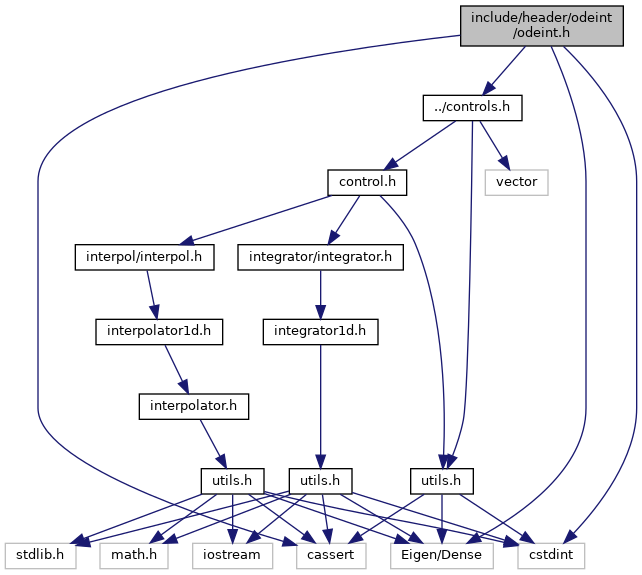 include/header/odeint
/odeint.h
../controls.h
control.h
vector
interpol/interpol.h
integrator/integrator.h
interpolator1d.h
integrator1d.h
interpolator.h
utils.h
utils.h
utils.h
stdlib.h
math.h
iostream
cassert
Eigen/Dense
cstdint